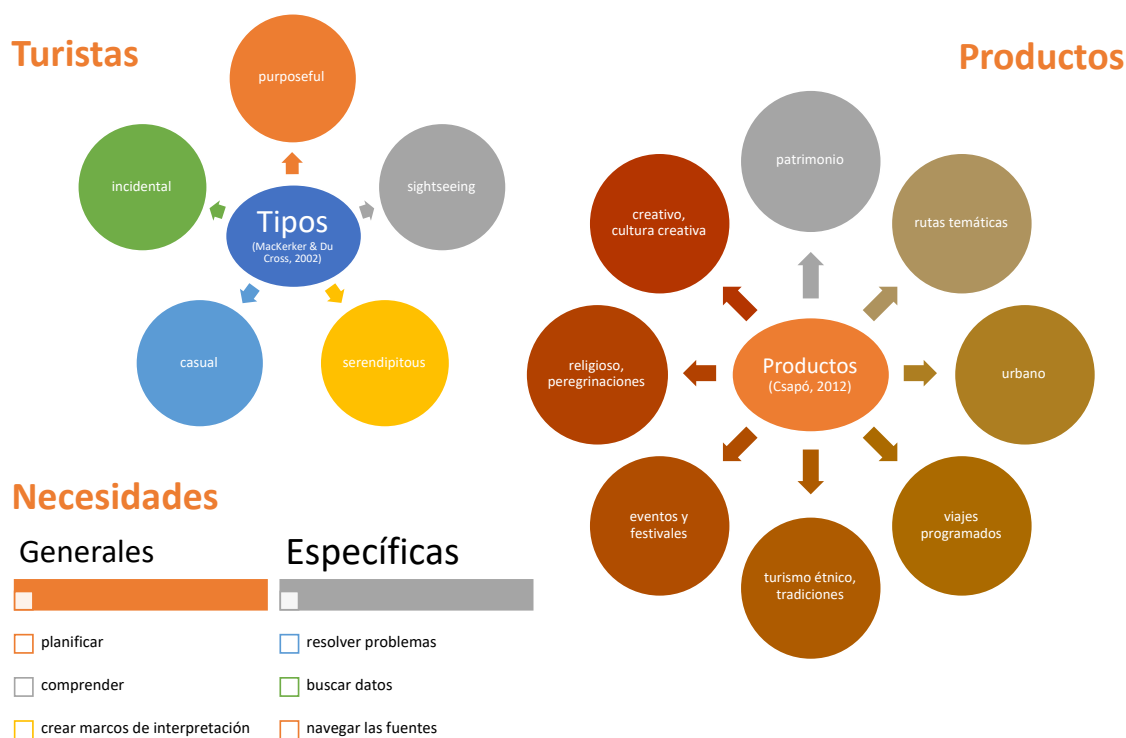 Turistas
purposeful
incidental
sightseeing
Tipos
(MacKerker & Du
Cross, 2002)
casual
serendipitous
Productos
patrimonio
creativo,
cultura creativa
rutas temáticas
religioso,
peregrinaciones
Productos
(Csapó, 2012)
urbano
eventos y
festivales
viajes
programados
turismo étnico,
tradiciones
Necesidades
Generales
planificar
comprender
crear marcos de interpretación
Específicas
resolver problemas
buscar datos
navegar las fuentes